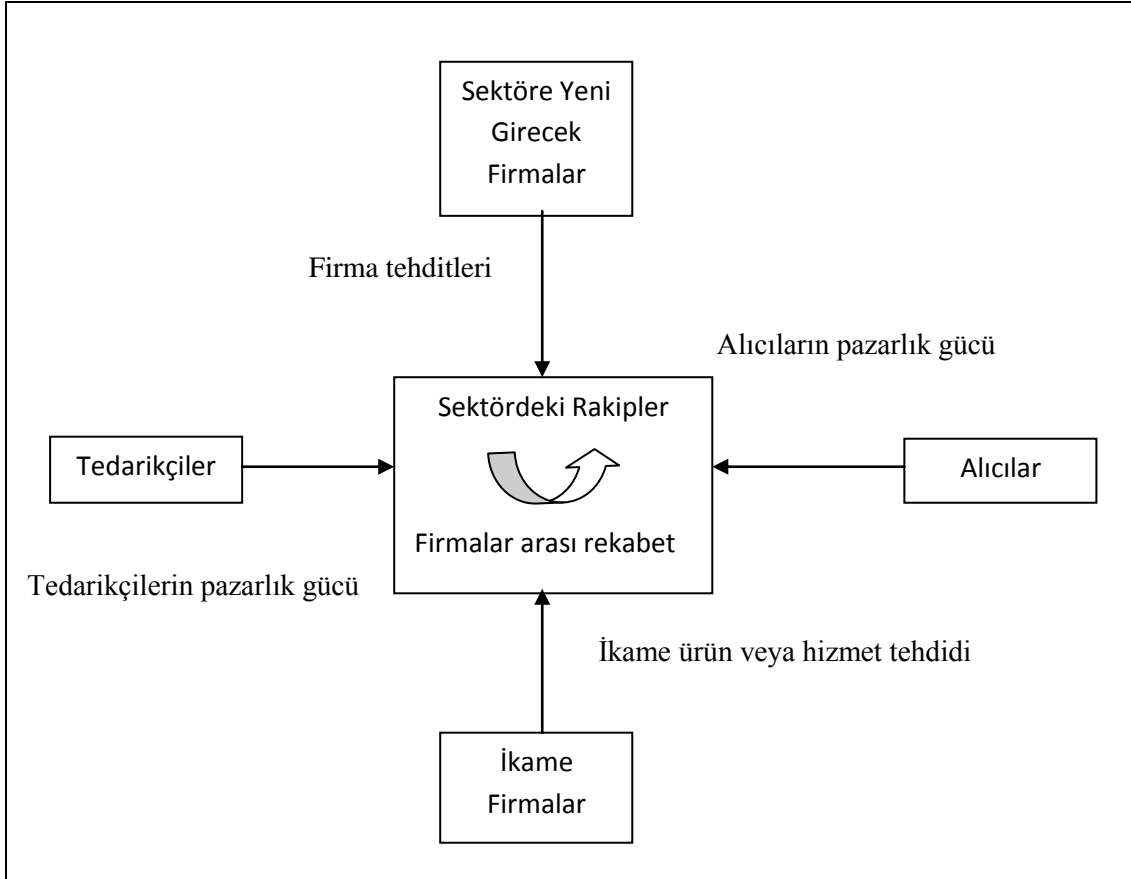 Sektöre Yeni
Girecek
Firmalar
Firma tehditleri
Alıcıların pazarlık gücü
Sektördeki Rakipler
Tedarikçiler
Alıcılar
Firmalar arası rekabet
Tedarikçilerin pazarlık gücü
İkame ürün veya hizmet tehdidi
İkame
Firmalar